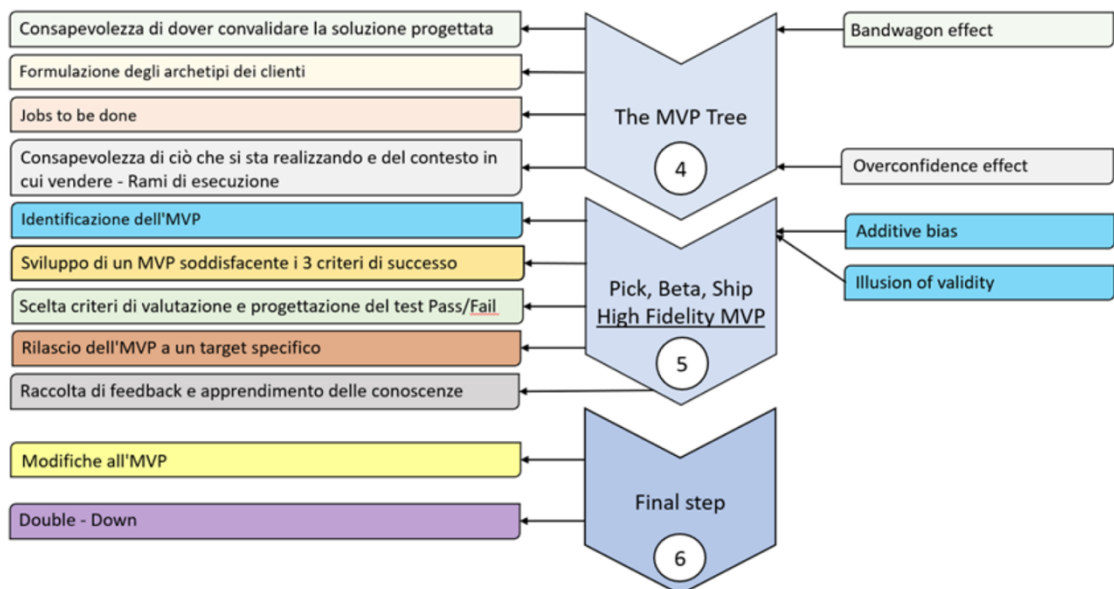 Consapevolezza di dover convalidare la soluzione progettata
Formulazione degli archetipi dei clienti
Jobs to be done
Consapevolezza di ciò che si sta realizzando e del contesto in
cui vendere - Rami di esecuzione
The MVP Tree
4
Bandwagon effect
Overconfidence effect
Identificazione dell'MVP
Sviluppo di un MVP soddisfacente i 3 criteri di successo
Scelta criteri di valutazione e progettazione del test Pass/Fail
Rilascio dell'MVP a un target specifico
Raccolta di feedback e apprendimento delle conoscenze
Pick, Beta, Ship
High Fidelity MVP
5
Additive bias
Illusion of validity
Modifiche all'MVP
Double - Down
Final step
6